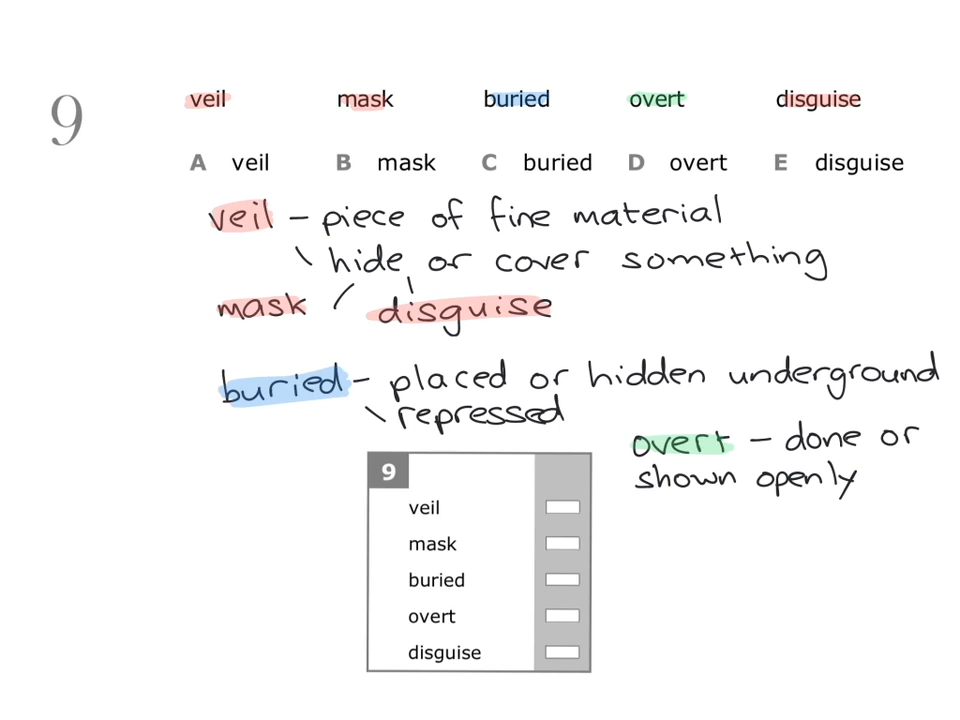 9
veil mask buried overt disguise
A veil B mask C buried D overt E disguise
veil – piece of fine material
\ hide or cover something
mask / disguise
buried – placed or hidden underground
\ repressed
overt – done or
shown openly
9
veil
mask
buried
overt
disguise